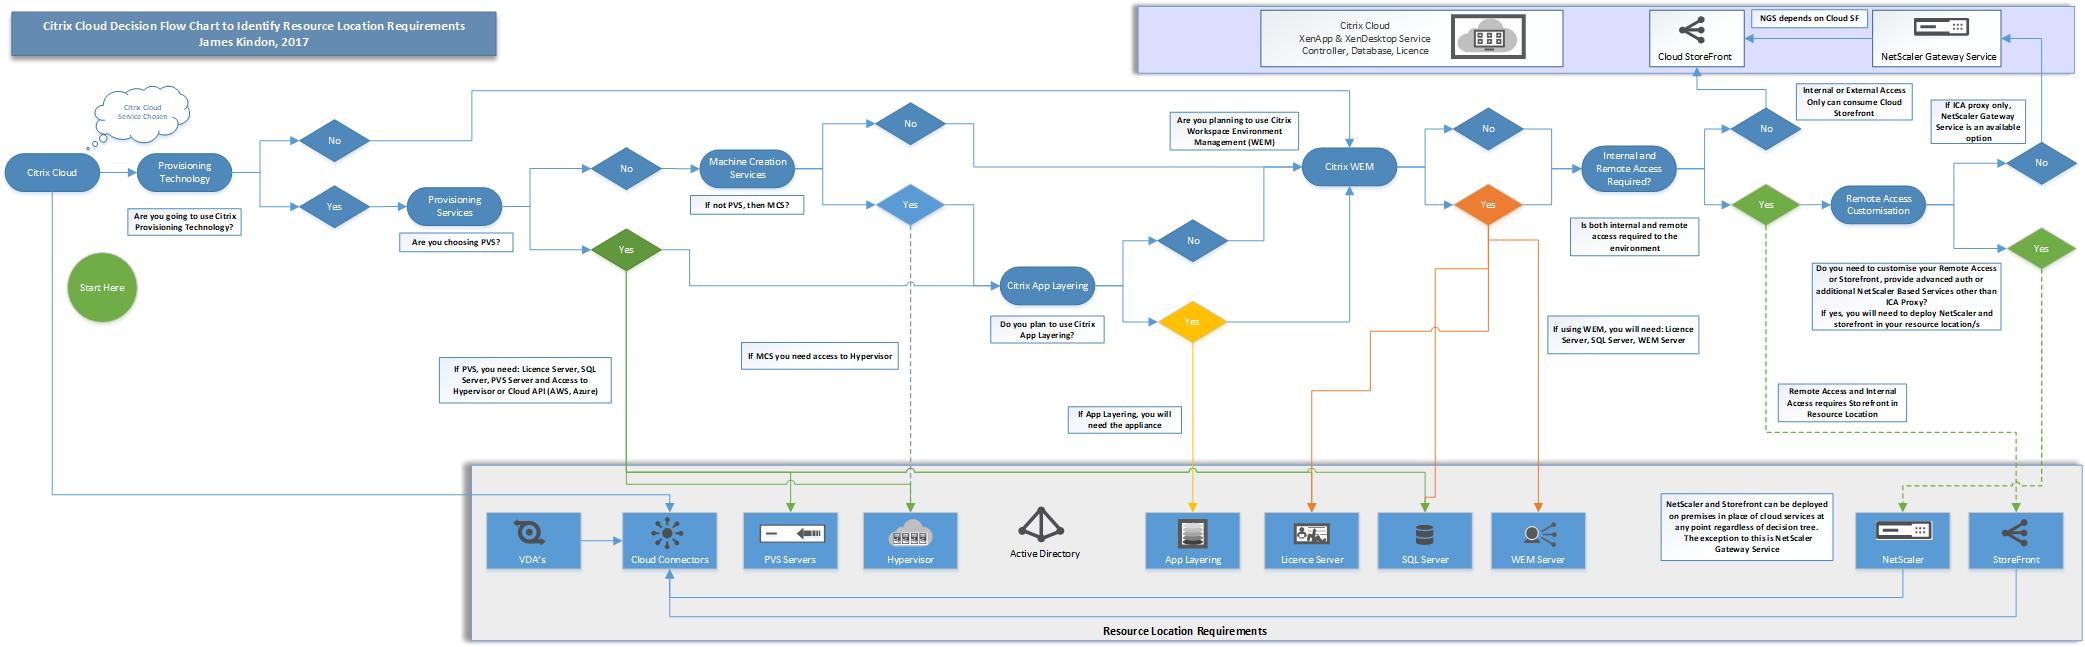 Citrix Cloud Decision Flow Chart to Identify Resource Location Requirements
James Kindon, 2017
Citrix Cloud
XenApp & XenDesktop Service
Controller, Database, Licence
Cloud StoreFront
NGS depends on Cloud SF
NetScaler Gateway Service
Citrix Cloud
Service Chosen
Citrix Cloud
Provisioning
Technology
Are you going to use Citrix
Provisioning Technology?
Start Here
No
Yes
Provisioning
Services
Are you choosing PVS?
No
Yes
If PVS, you need: Licence Server, SQL
Server, PVS Server and Access to
Hypervisor or Cloud API (AWS, Azure)
Machine Creation
Services
If not PVS, then MCS?
No
Yes
If MCS you need access to Hypervisor
Citrix App Layering
Do you plan to use Citrix
App Layering?
No
Yes
If App Layering, you will
need the appliance
Are you planning to use Citrix
Workspace Environment
Management (WEM)
Citrix WEM
No
Yes
If using WEM, you will need: Licence
Server, SQL Server, WEM Server
Internal and
Remote Access
Required?
Is both internal and remote
access required to the
environment
Internal or External Access
Only can consume Cloud
Storefront
No
Yes
Remote Access and Internal
Access requires Storefront in
Resource Location
Remote Access
Customisation
Do you need to customise your Remote Access
or Storefront, provide advanced auth or
additional NetScaler Based Services other than
ICA Proxy?
If yes, you will need to deploy NetScaler and
storefront in your resource location/s
If ICA proxy only,
NetScaler Gateway
Service is an available
option
No
Yes
VDA's
Cloud Connectors
PVS Servers
Hypervisor
Active Directory
App Layering
Licence Server
SQL Server
WEM Server
NetScaler and Storefront can be deployed
on premises in place of cloud services at
any point regardless of decision tree.
The exception to this is NetScaler
Gateway Service
NetScaler
StoreFront
Resource Location Requirements